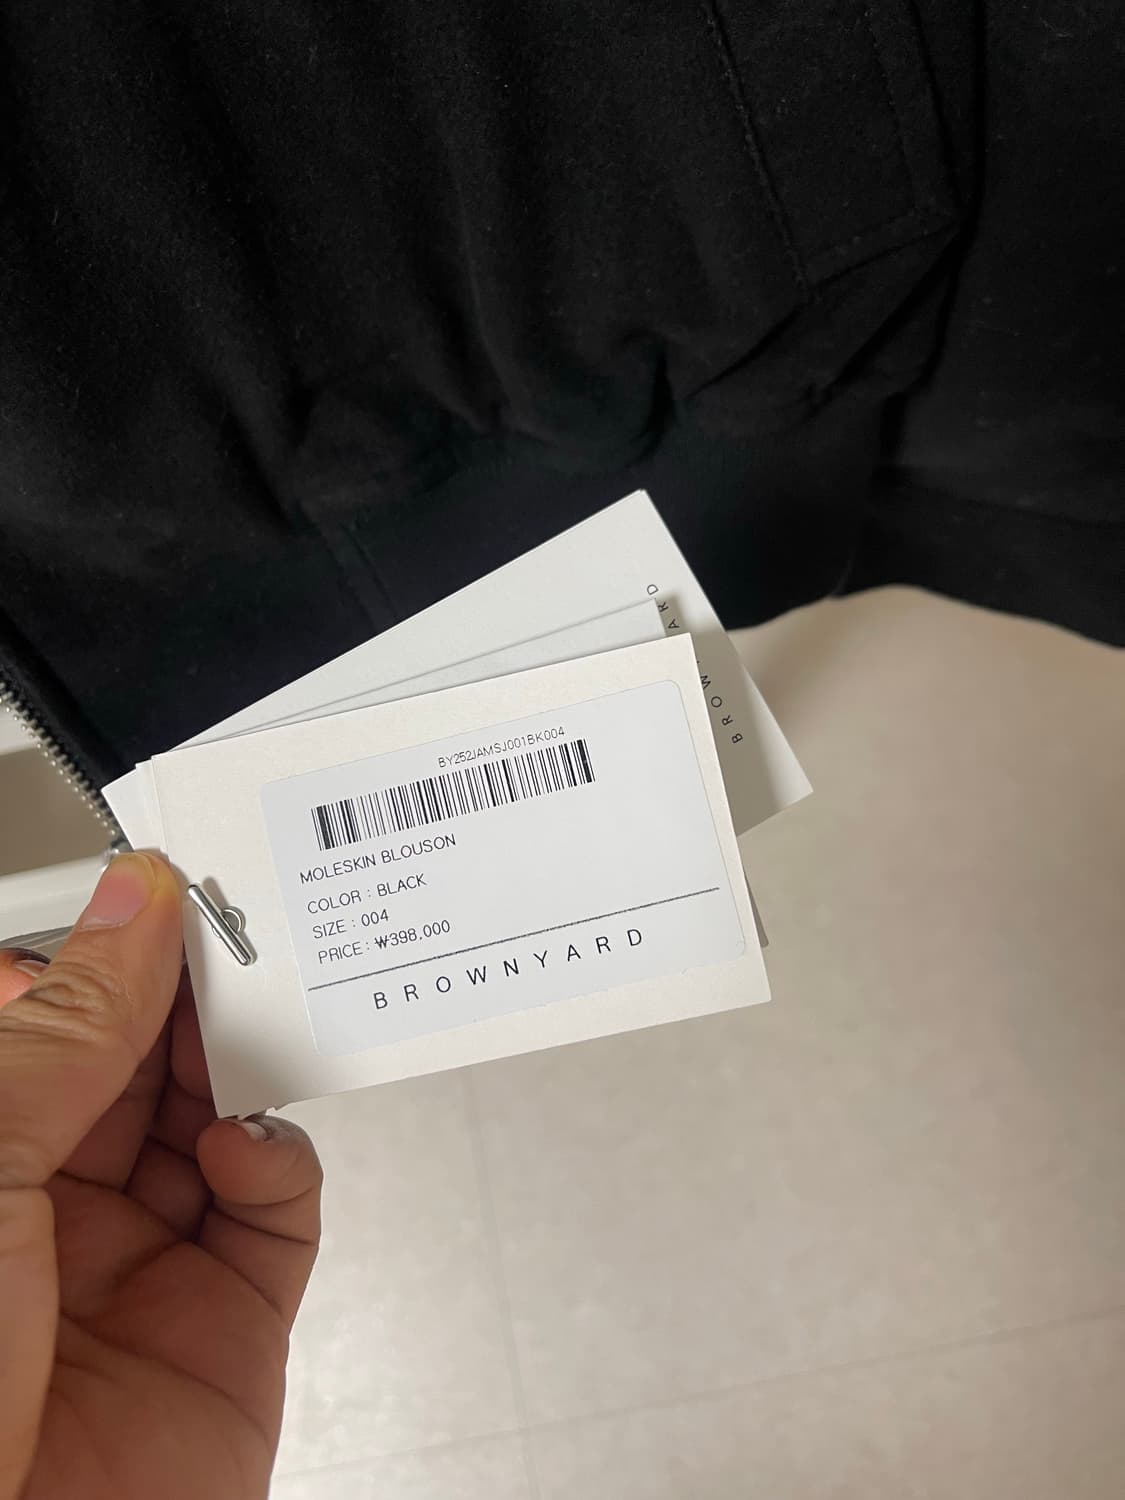 BY252JAMSJ001BK004
MOLESKIN BLOUSON
COLOR : BLACK
SIZE : 004
PRICE : ₩398,000
BROWNYARD